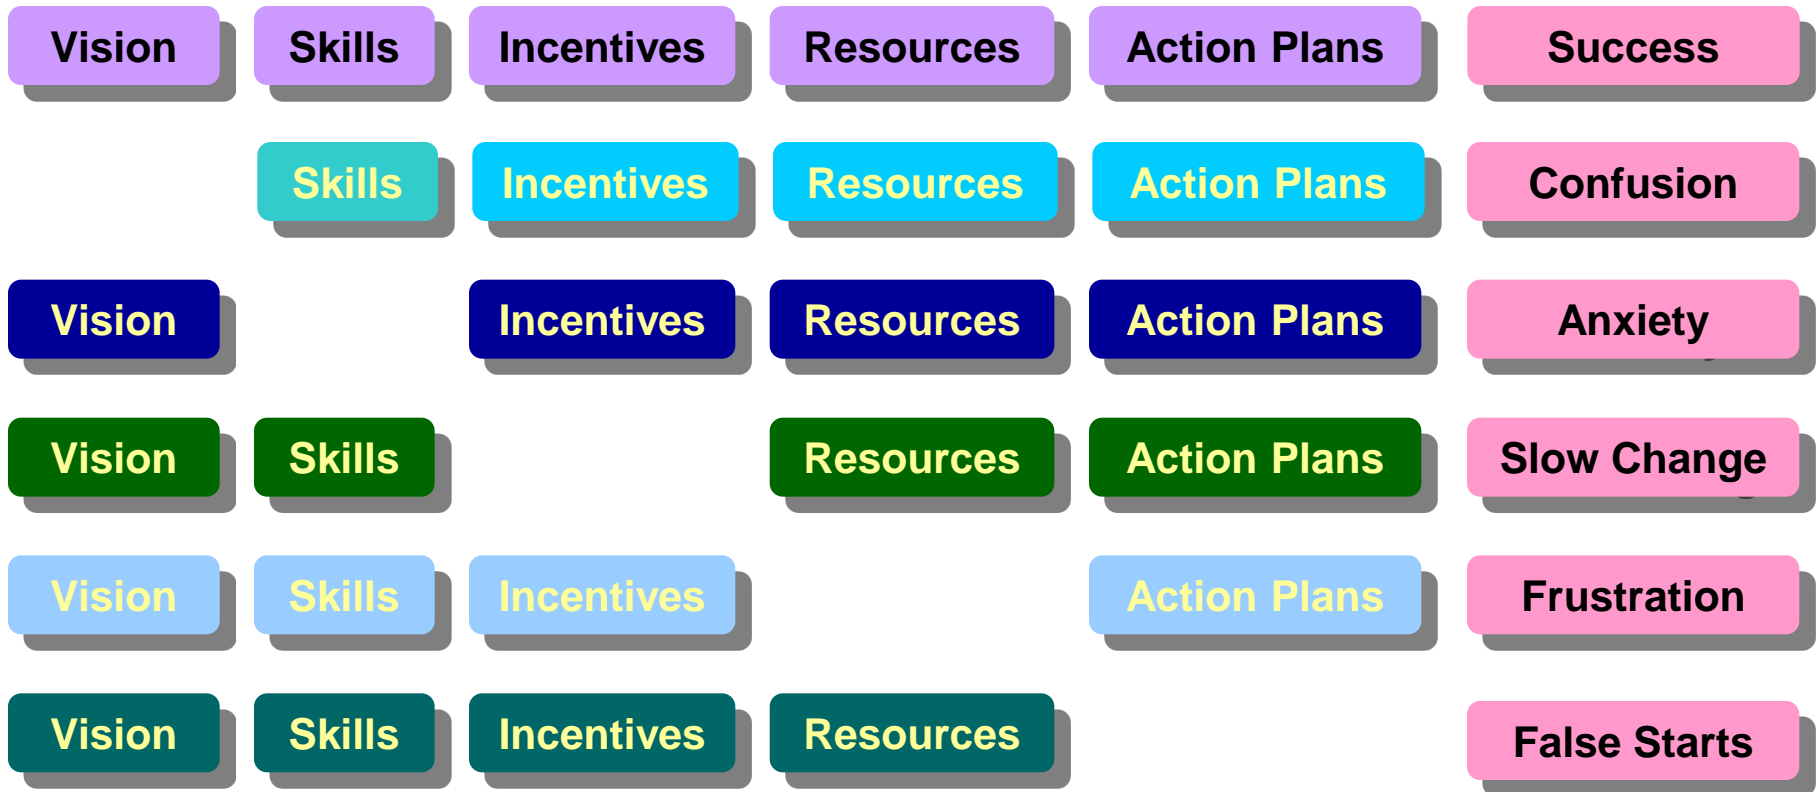 Vision Skills Incentives Resources Action Plans Success
Skills Incentives Resources Action Plans Confusion
Vision Incentives Resources Action Plans Anxiety
Vision Skills Resources Action Plans Slow Change
Vision Skills Incentives Action Plans Frustration
Vision Skills Incentives Resources False Starts